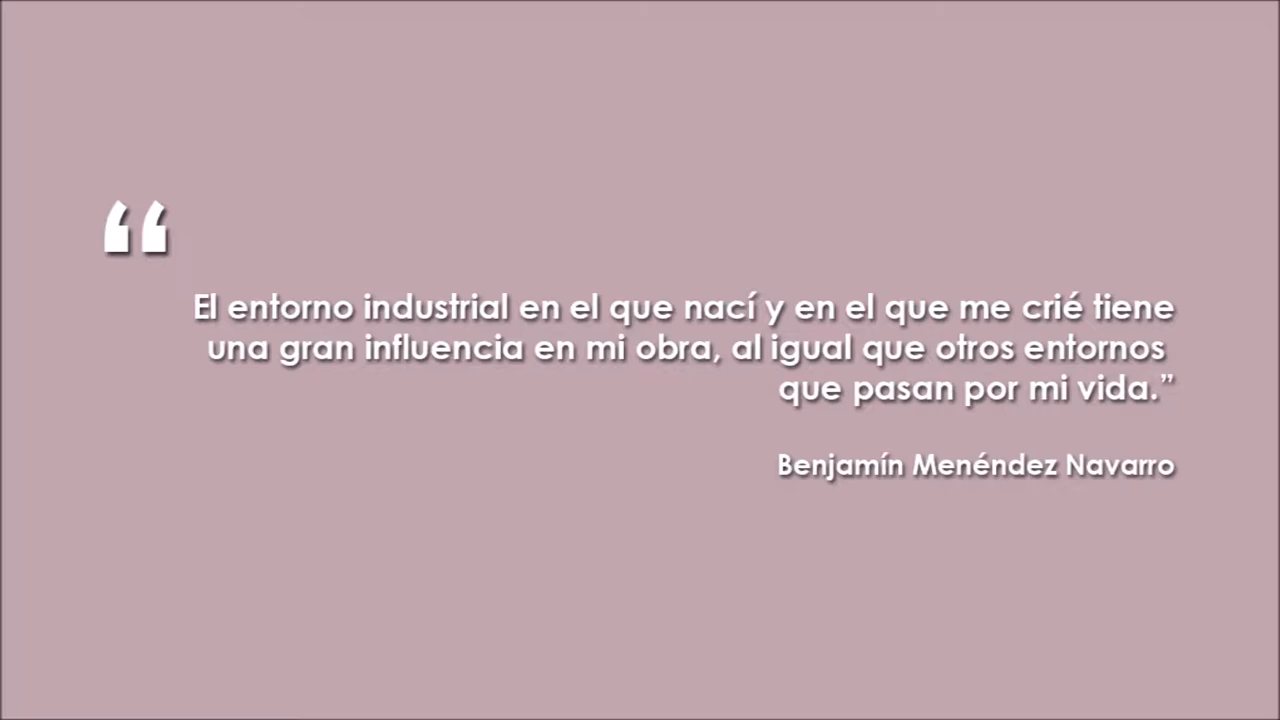 “
El entorno industrial en el que nací y en el que me crié tiene
una gran influencia en mi obra, al igual que otros entornos
que pasan por mi vida.”
Benjamín Menéndez Navarro